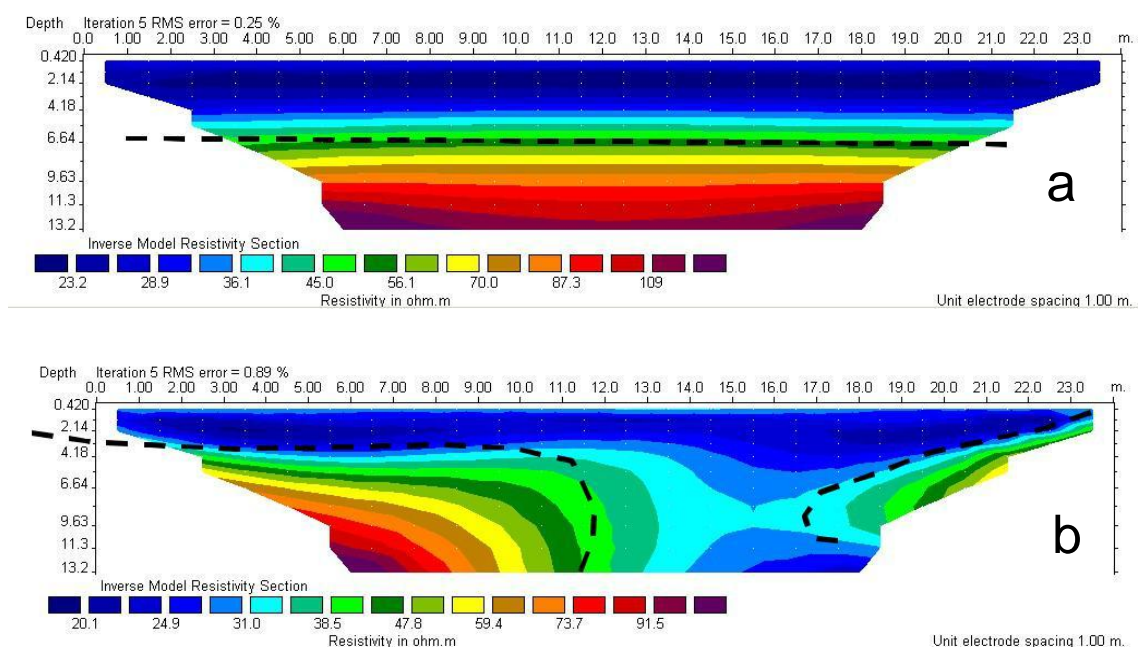 Depth Iteration 5 RMS error = 0.25 %
0.0 1.00 2.00 3.00 4.00 5.00 6.00 7.00 8.00 9.00 10.0 11.0 12.0 13.0 14.0 15.0 16.0 17.0 18.0 19.0 20.0 21.0 22.0 23.0 m.
0.420
2.14
4.18
6.64
9.63
11.3
13.2
a
Inverse Model Resistivity Section
23.2 28.9 36.1 45.0 56.1 70.0 87.3 109
Resistivity in ohm.m Unit electrode spacing 1.00 m.
Depth Iteration 5 RMS error = 0.89 %
0.0 1.00 2.00 3.00 4.00 5.00 6.00 7.00 8.00 9.00 10.0 11.0 12.0 13.0 14.0 15.0 16.0 17.0 18.0 19.0 20.0 21.0 22.0 23.0 m.
0.420
2.14
4.18
6.64
9.63
11.3
13.2
b
Inverse Model Resistivity Section
20.1 24.9 31.0 38.5 47.8 59.4 73.7 91.5
Resistivity in ohm.m Unit electrode spacing 1.00 m.